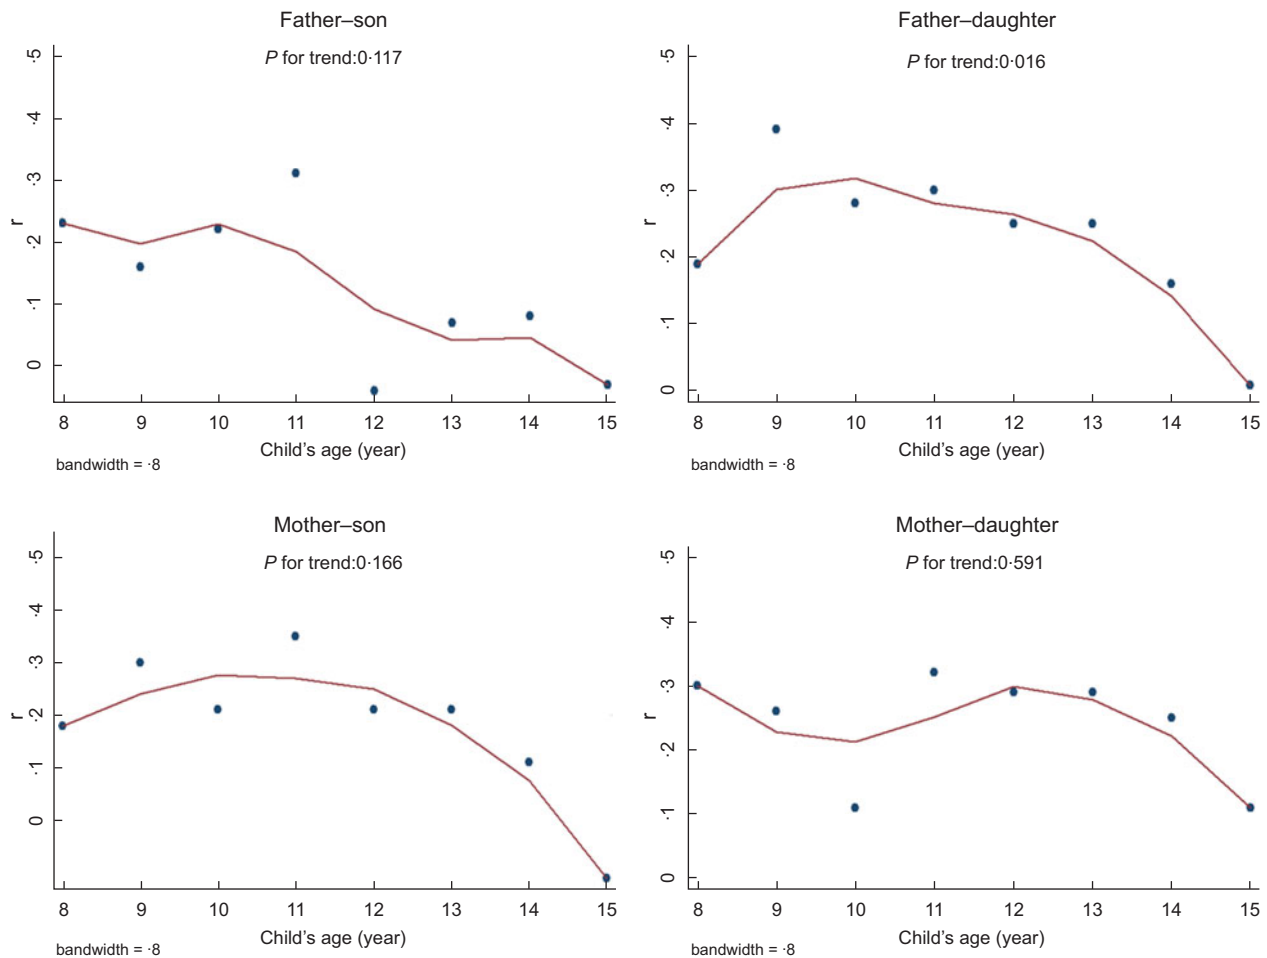 Father–son
P for trend:0·117
r
·5
·4
·3
·2
·1
0
8 9 10 11 12 13 14 15
Child’s age (year)
bandwidth = ·8
Father–daughter
P for trend:0·016
r
·5
·4
·3
·2
·1
0
8 9 10 11 12 13 14 15
Child’s age (year)
bandwidth = ·8
Mother–son
P for trend:0·166
r
·5
·4
·3
·2
·1
0
8 9 10 11 12 13 14 15
Child’s age (year)
bandwidth = ·8
Mother–daughter
P for trend:0·591
r
·5
·4
·3
·2
·1
0
8 9 10 11 12 13 14 15
Child’s age (year)
bandwidth = ·8